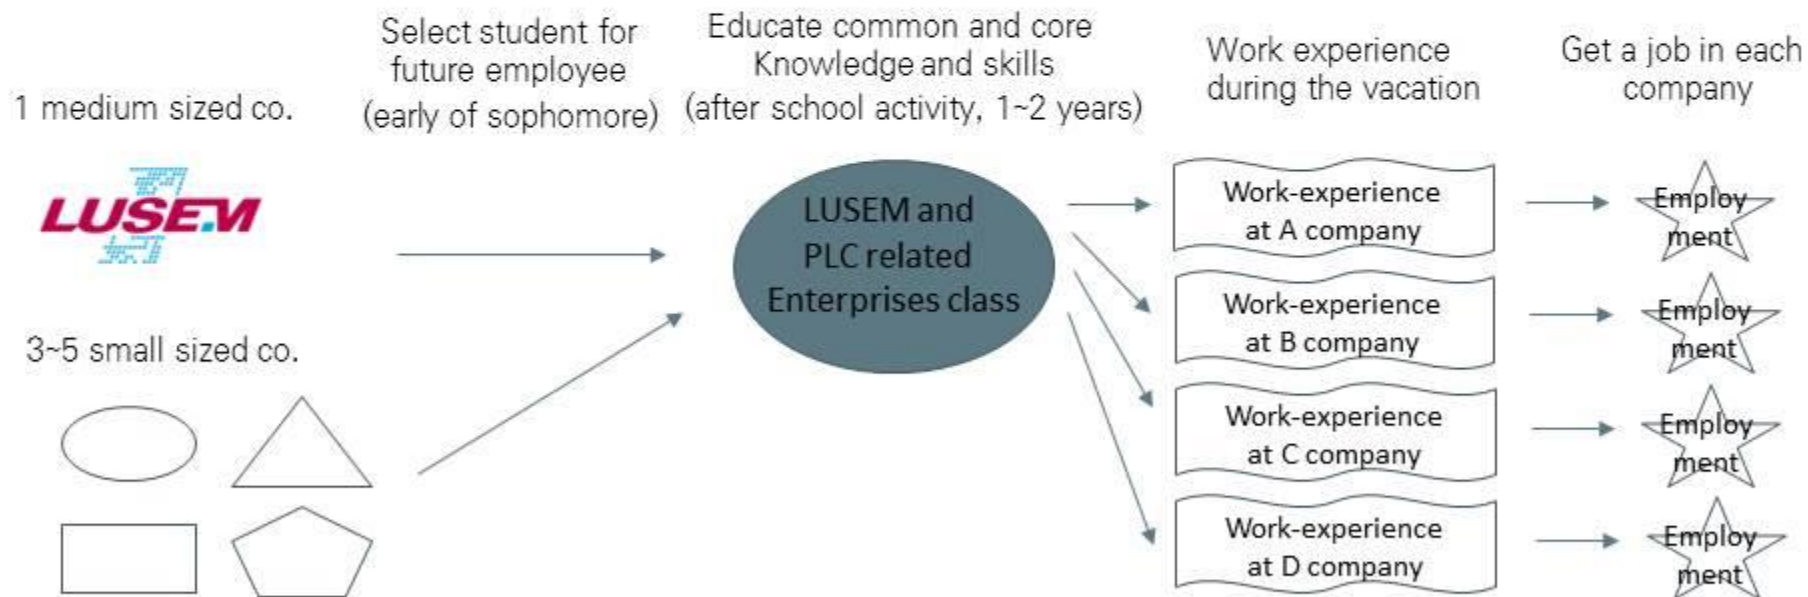 1 medium sized co.
Select student for
future employee
(early of sophomore)
Educate common and core
Knowledge and skills
(after school activity, 1~2 years)
Work experience
during the vacation
Get a job in each
company
LUSEM
3~5 small sized co.
LUSEM and
PLC related
Enterprises class
Work-experience
at A company
Employ
ment
Work-experience
at B company
Employ
ment
Work-experience
at C company
Employ
ment
Work-experience
at D company
Employ
ment